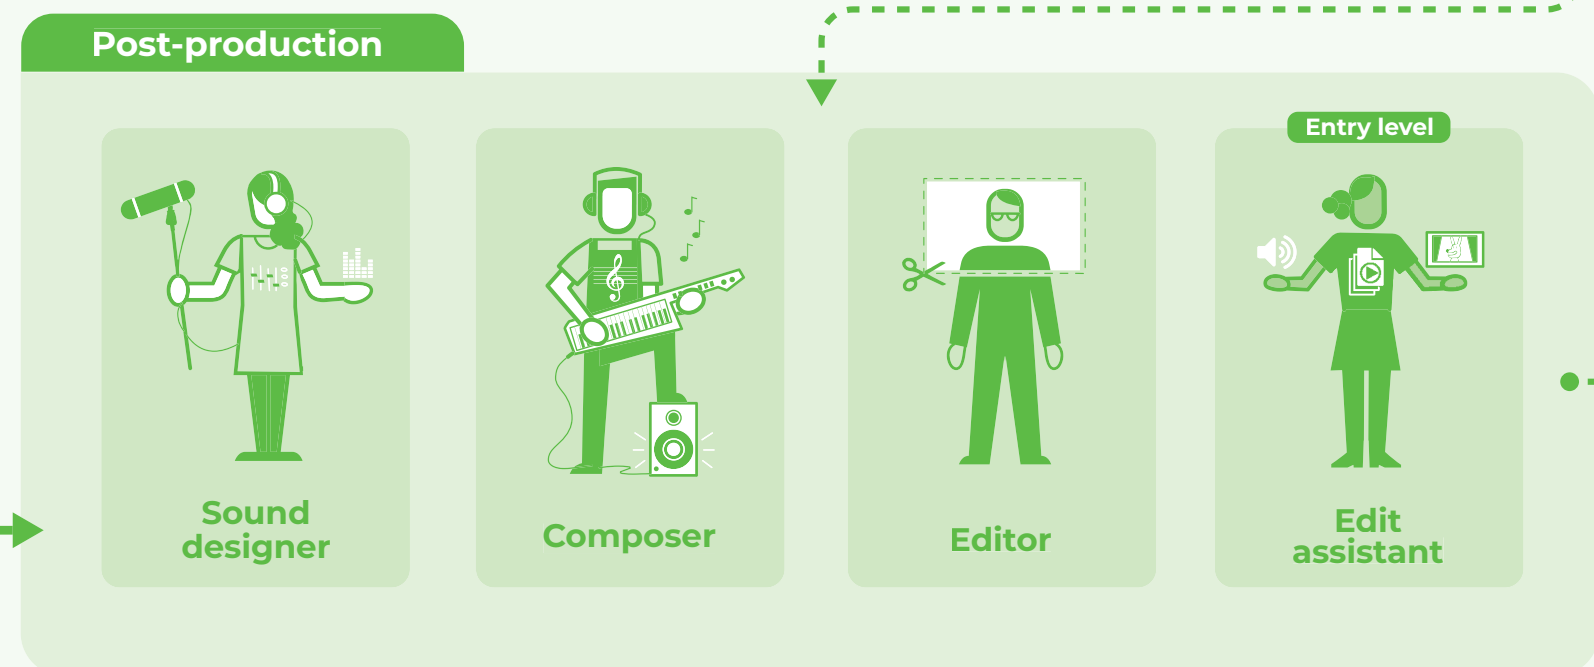 Post-production
Entry level
Sound
designer
Composer
Editor
Edit
assistant